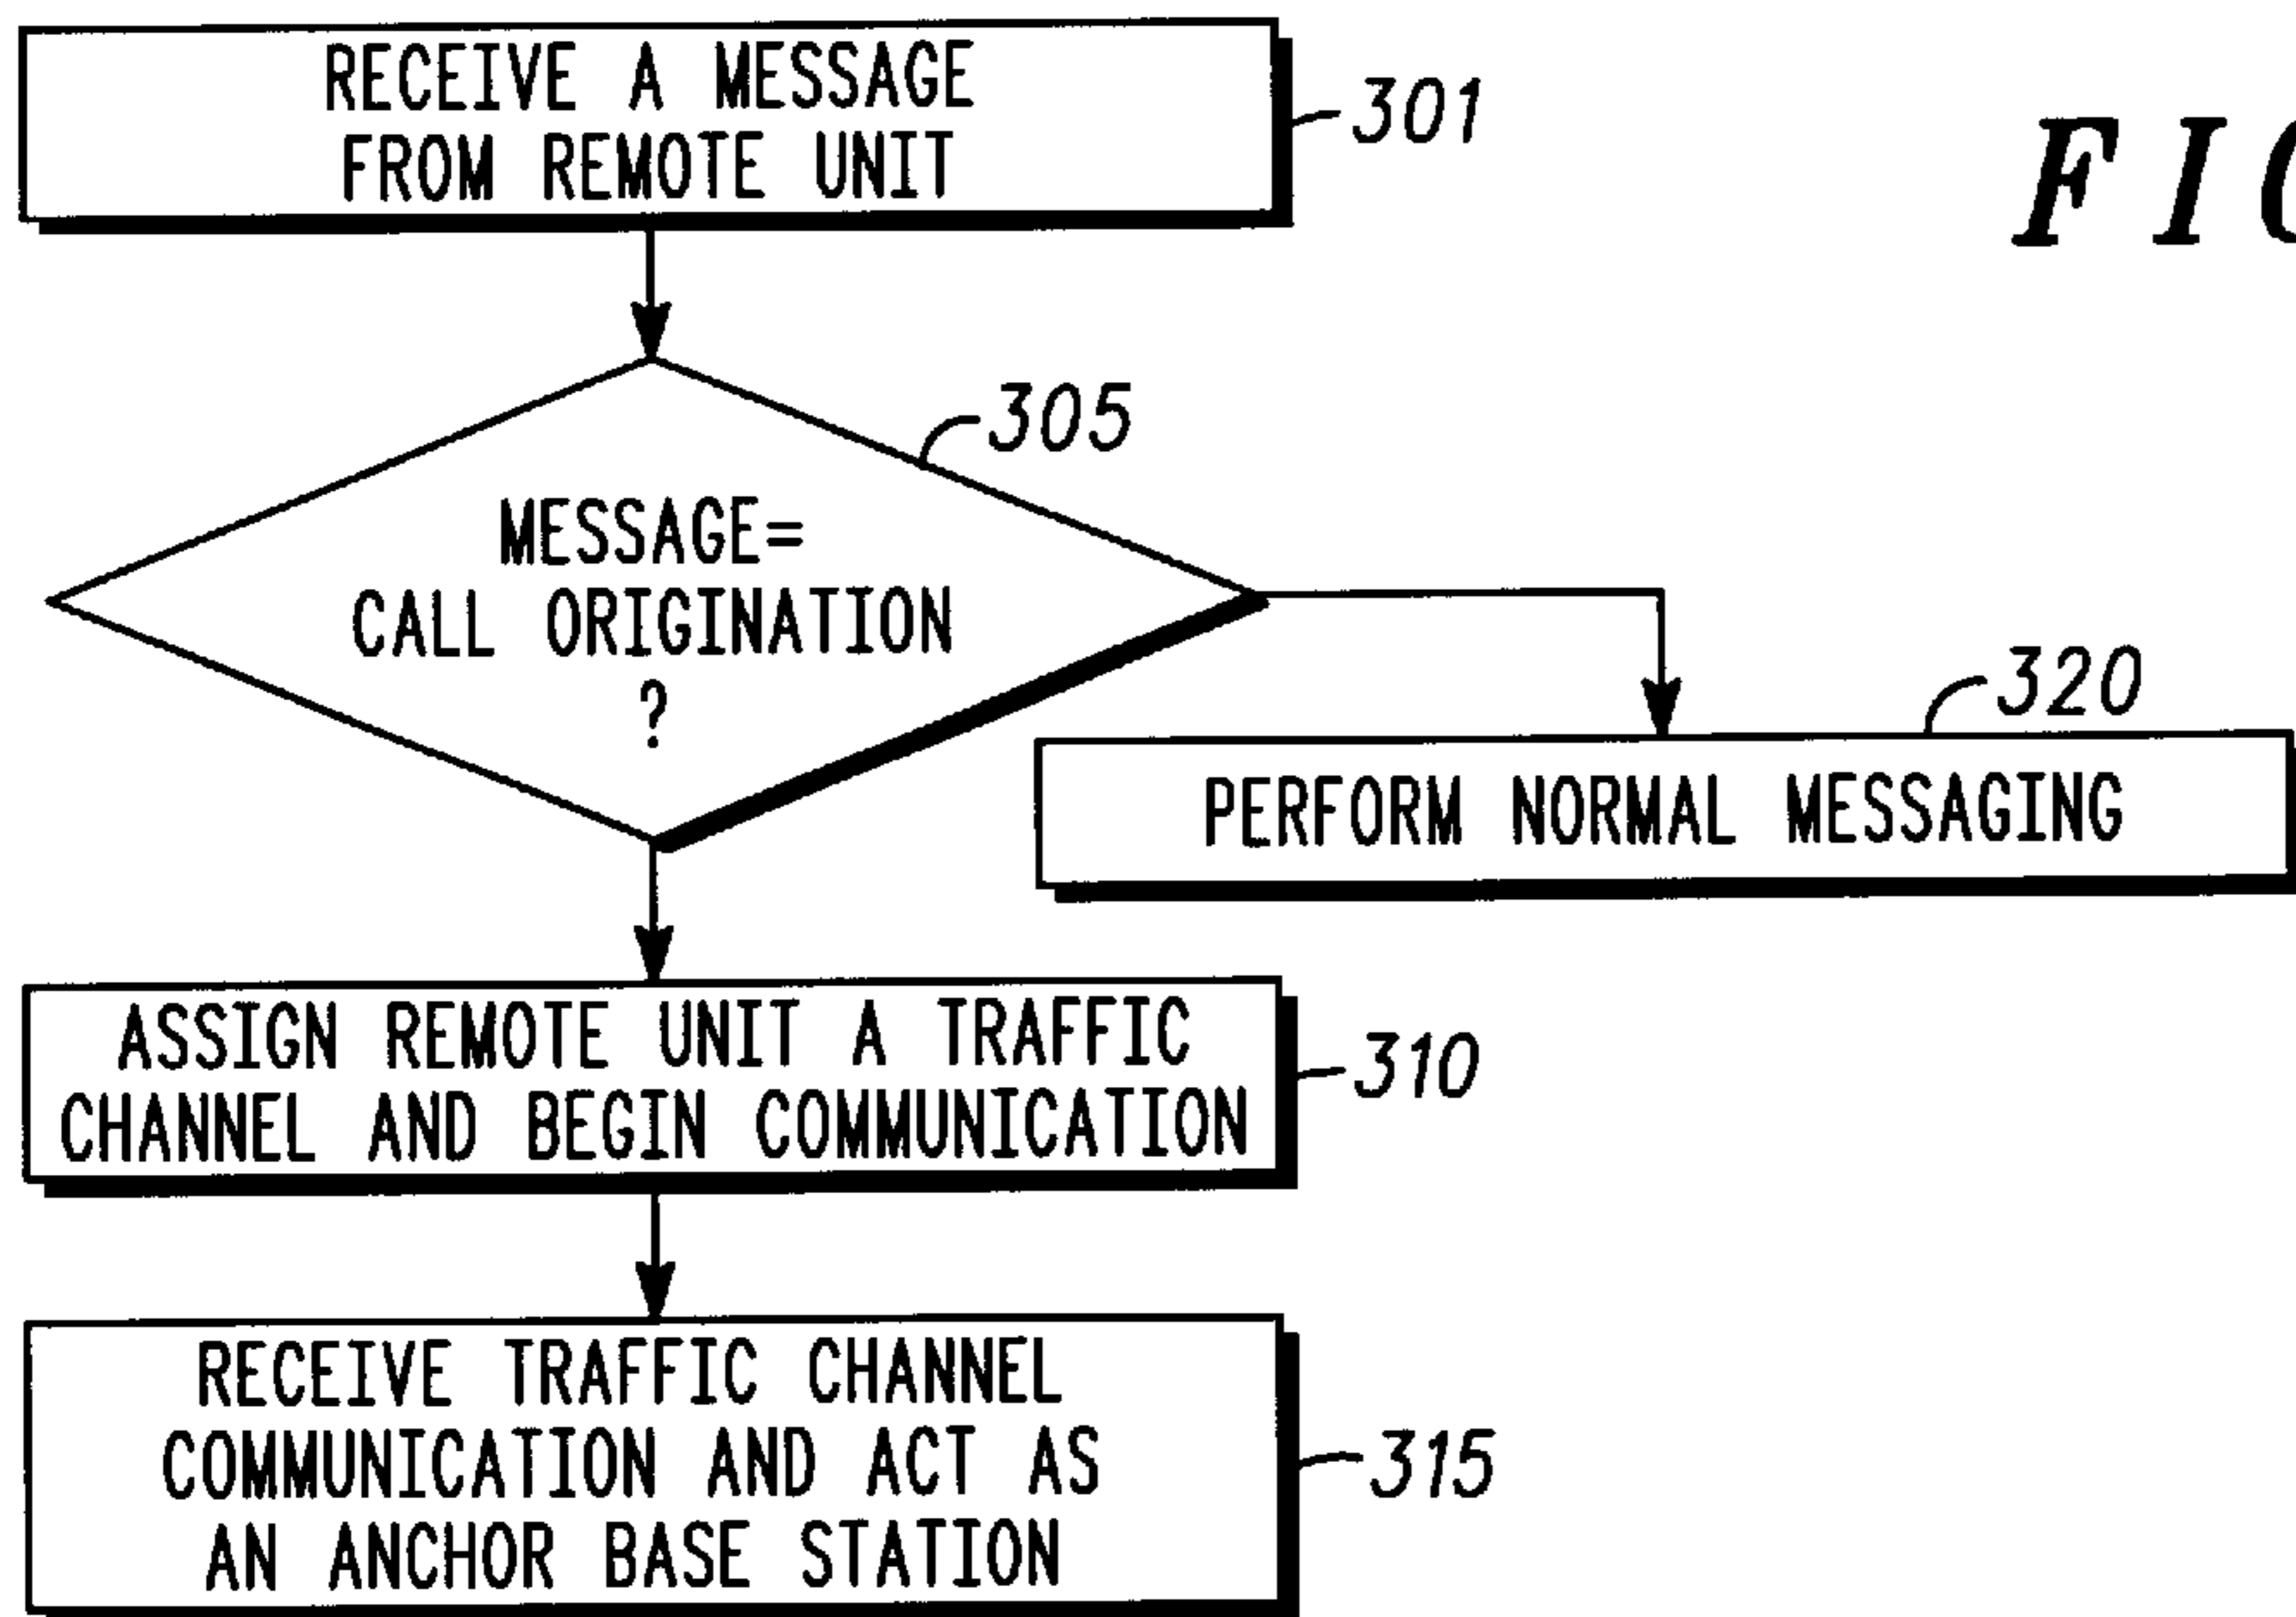 RECEIVE A MESSAGE
FROM REMOTE UNIT
301
FI
305
MESSAGE=
CALL ORIGINATION
?
320
PERFORM NORMAL MESSAGING
ASSIGN REMOTE UNIT A TRAFFIC
CHANNEL AND BEGIN COMMUNICATION
310
RECEIVE TRAFFIC CHANNEL
COMMUNICATION AND ACT AS
AN ANCHOR BASE STATION
315